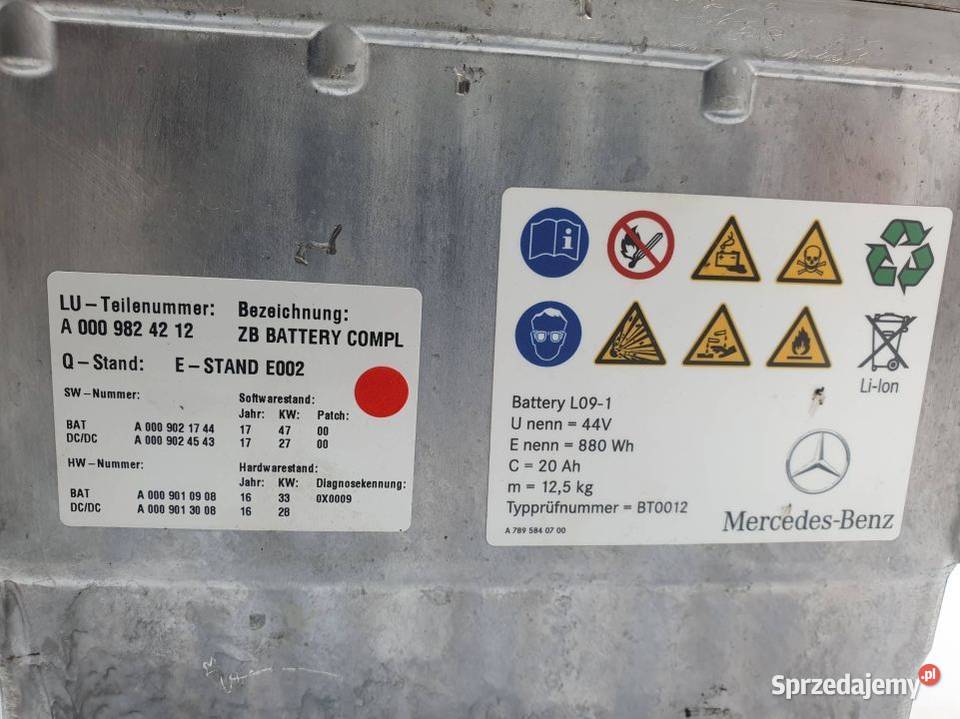 LU-Teilenummer: Bezeichnung:
A 000 982 42 12 ZB BATTERY COMPL
Q-Stand: E-STAND E002
SW-Nummer: Softwarestand:
Jahr: KW: Patch:
BAT A 000 902 17 44 17 47 00
DC/DC A 000 902 45 43 17 27 00
HW-Nummer: Hardwarestand:
Jahr: KW: Diagnosekennung:
BAT A 000 901 09 08 16 33 0X0009
DC/DC A 000 901 30 08 16 28
Li-Ion
Battery L09-1
U nenn = 44V
E nenn = 880 Wh
C = 20 Ah
m = 12,5 kg
Typprüfnummer = BT0012
A 789 584 07 00
Mercedes-Benz
Sprzedajemy.pl